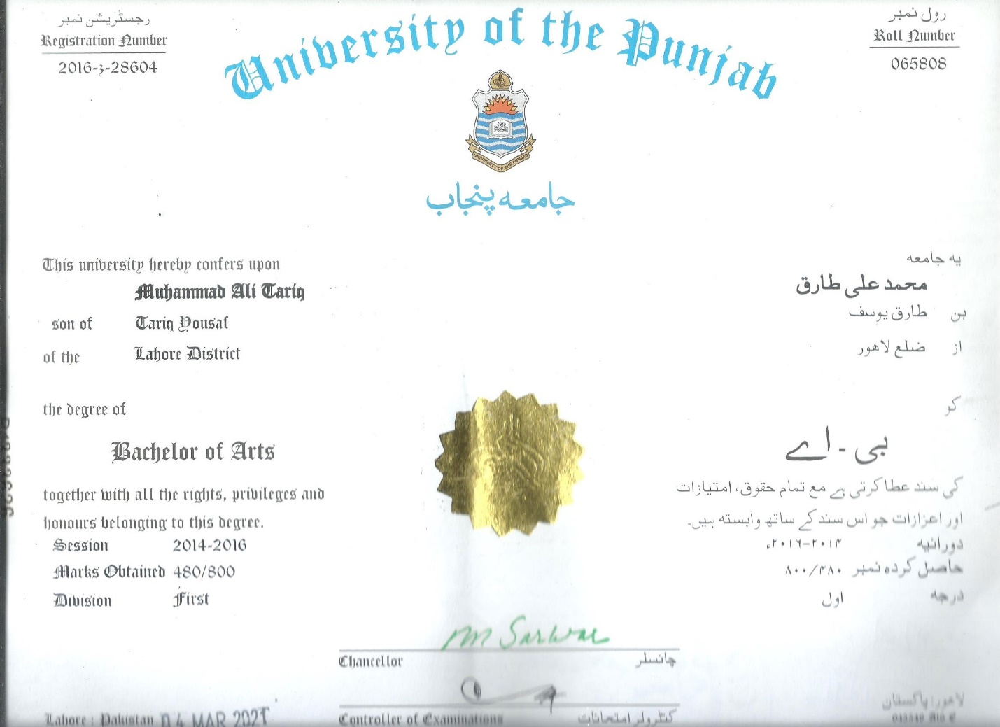 رجسٹریشن نمبر
Registration Number
2016-ȝ-28604
University of the Punjab
رول نمبر
Roll Number
065808
UNIVERSITY OF THE PUNJAB
جامعہ پنجاب
This university hereby confers upon
Muhammad Ali Tariq
son of Tariq Yousaf
of the Lahore District
the degree of
Bachelor of Arts
together with all the rights, privileges and
honours belonging to this degree.
Session 2014-2016
Marks Obtained 480/800
Division First
یہ جامعہ
محمد علی طارق
بن طارق یوسف
از ضلع لاہور
کو
بی - اے
کی سند عطا کرتی ہے مع تمام حقوق، امتیازات
اور اعزازات جو اس سند کے ساتھ وابستہ ہیں۔
دورانیہ ۲۰۱۴-۲۰۱۶ء
حاصل کردہ نمبر ۴۸۰/۸۰۰
درجہ اول
M Sarwar
Chancellor چانسلر
Controller of Examinations کنٹرولر امتحانات
Lahore : Pakistan 04 MAR 2021
لاہور: پاکستان